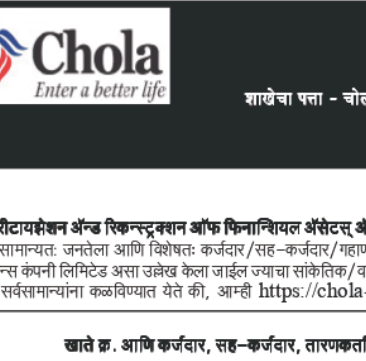 Chola
Enter a better life
शाखेचा पत्ता - चोल
रीटायझेशन ॲन्ड रिकन्स्ट्रक्शन ऑफ फिनान्शियल ॲसेटस्
सामान्यत: जनतेला आणि विशेषत: कर्जदार/सह-कर्जदार/गहाण
न्स कंपनी लिमिटेड असा उल्लेख केला जाईल ज्याचा सांकेतिक/व
सर्वसामान्यांना कळविण्यात येते की, आम्ही https://chola-
खाते क्र. आणि कर्जदार, सह-कर्जदार, तारणकर्ता